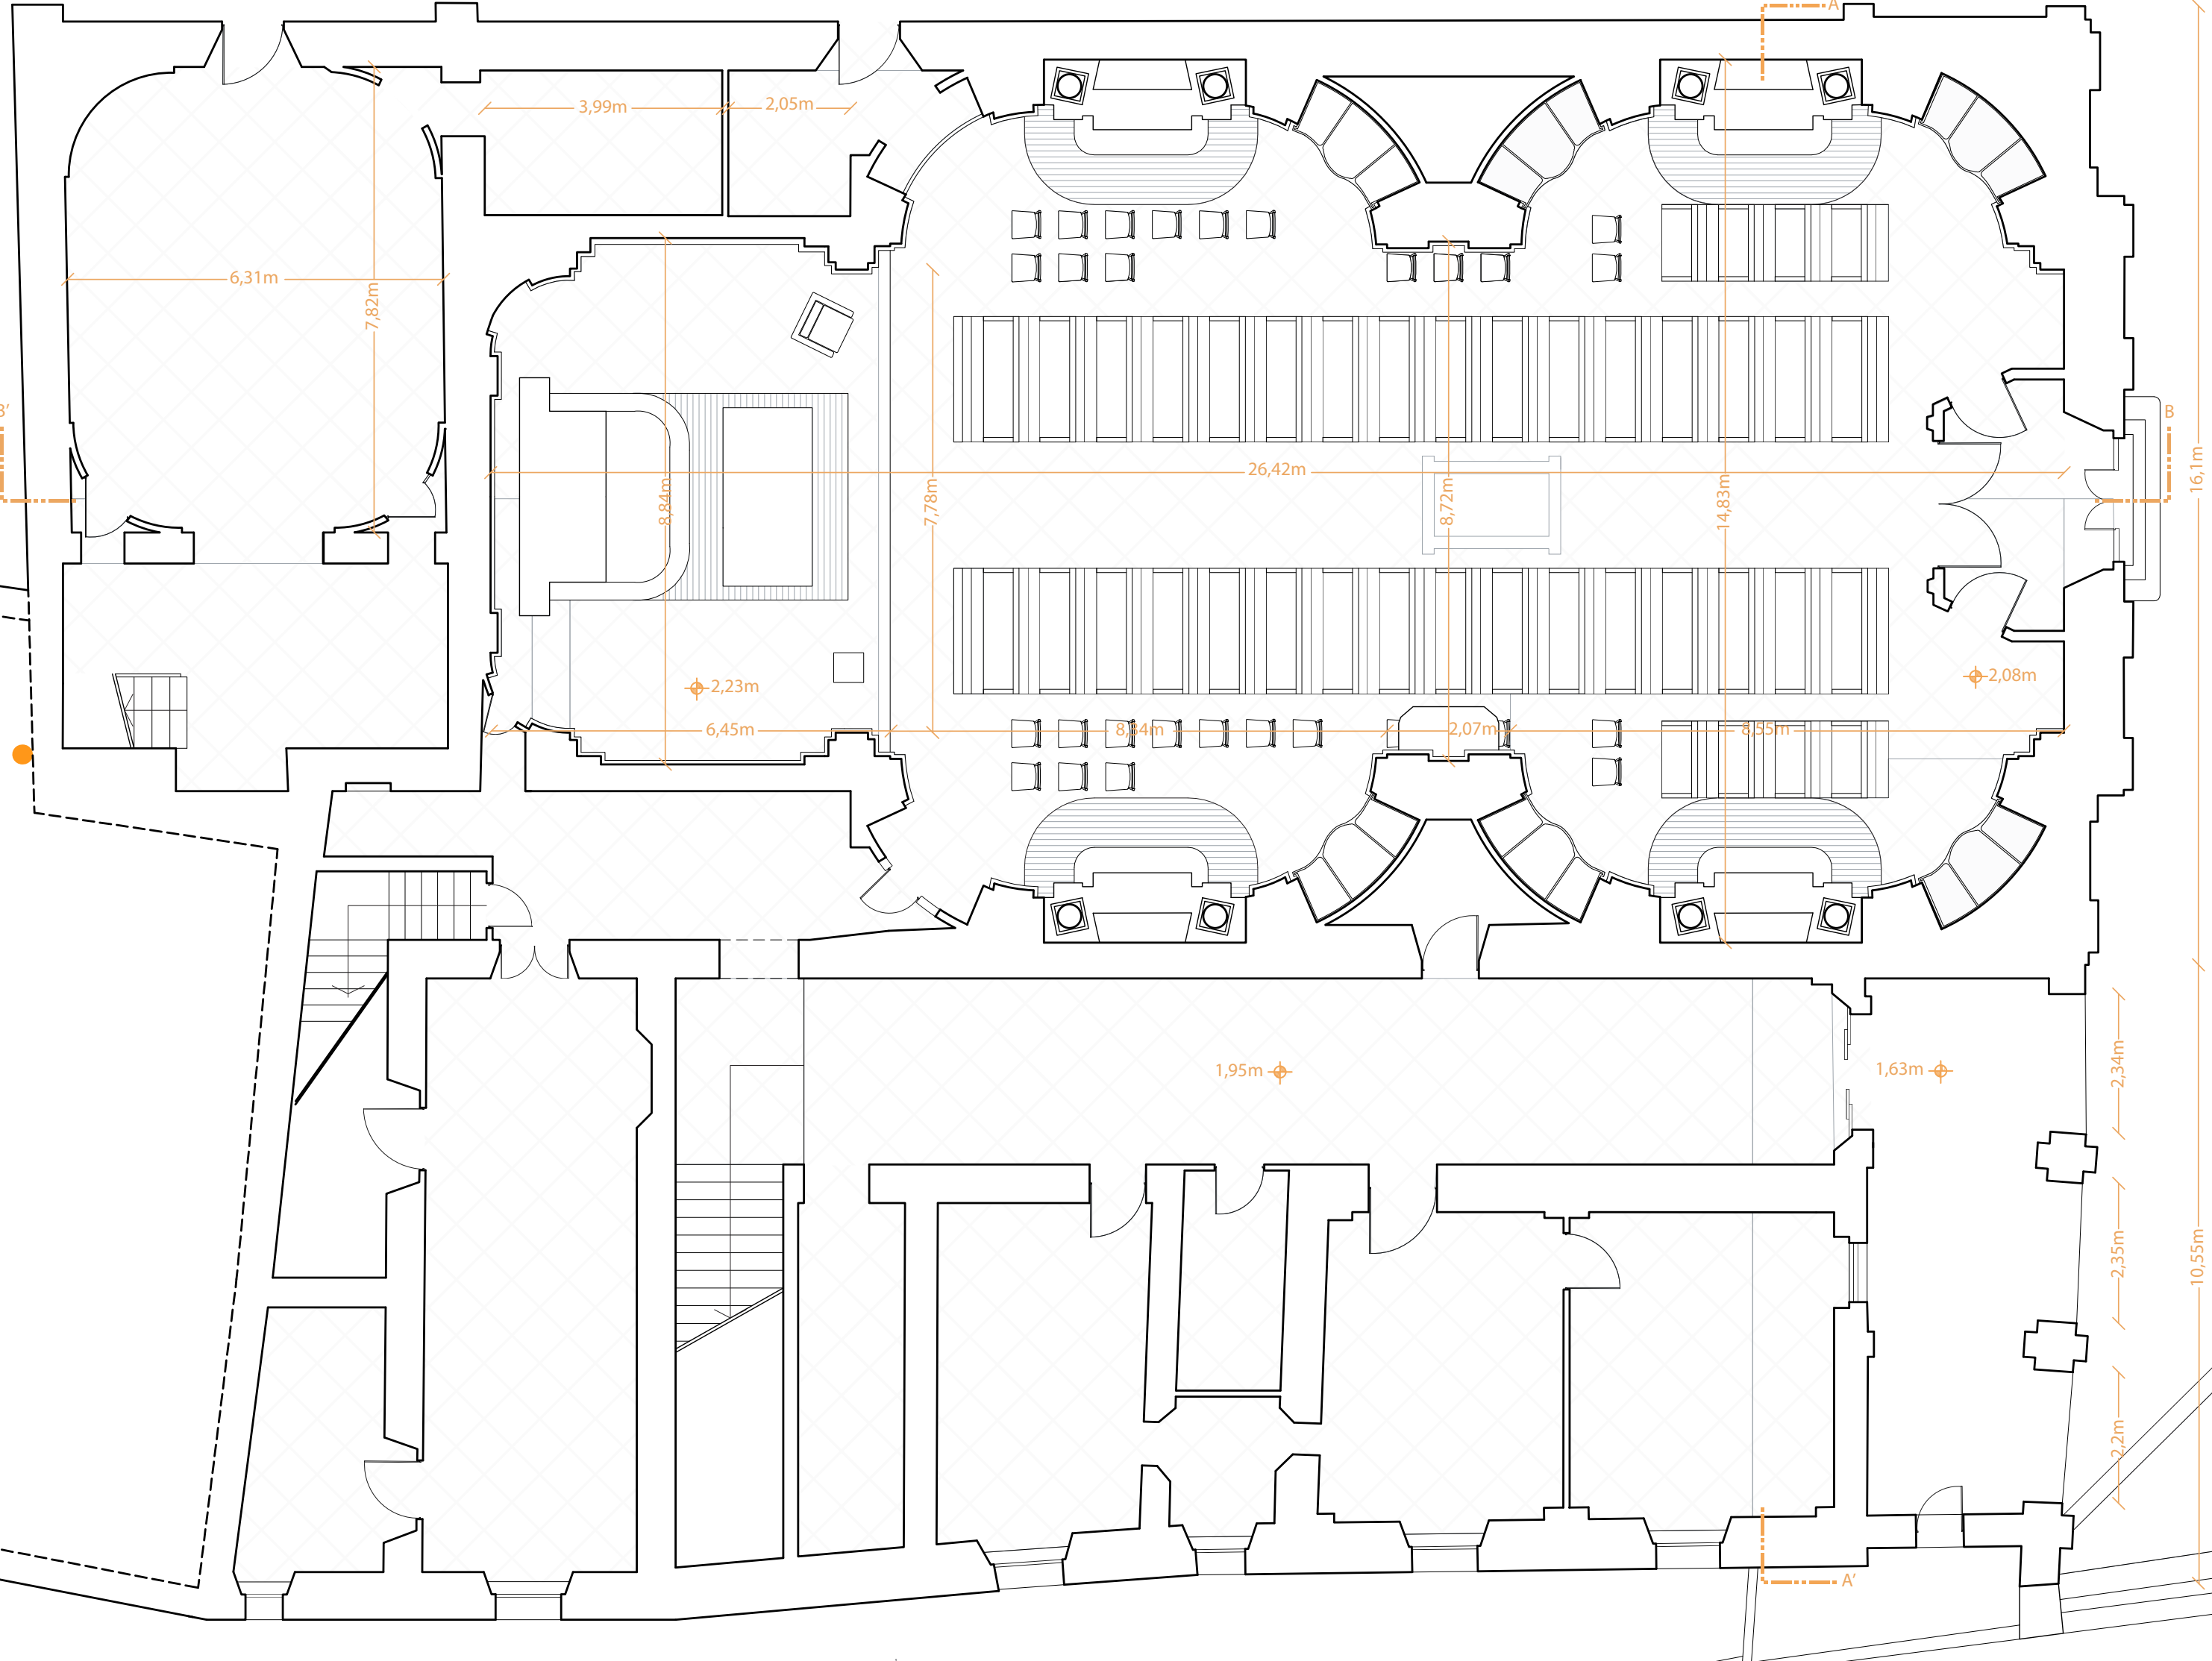 A
3,99m
2,05m
6,31m
7,82m
B'
B
26,42m
8,84m
7,78m
8,72m
14,83m
16,1m
2,23m
2,08m
6,45m
8,34m
2,07m
8,55m
1,95m
1,63m
2,34m
2,35m
10,55m
2,2m
A'